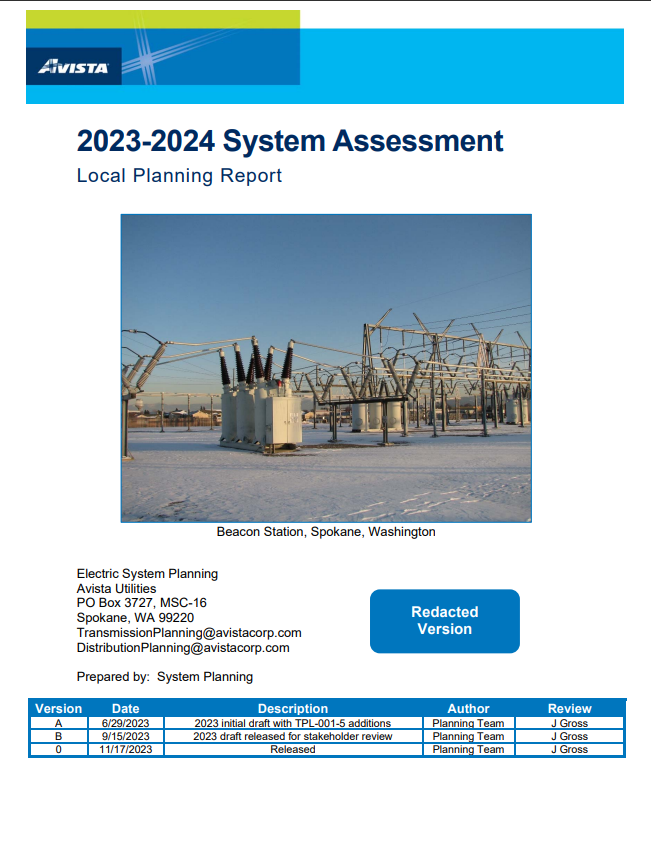 AVISTA
2023-2024 System Assessment
Local Planning Report
Beacon Station, Spokane, Washington
Electric System Planning
Avista Utilities
PO Box 3727, MSC-16
Spokane, WA 99220
TransmissionPlanning@avistacorp.com
DistributionPlanning@avistacorp.com
Redacted
Version
Prepared by:  System Planning
Version Date Description Author Review
A 6/29/2023 2023 initial draft with TPL-001-5 additions Planning Team J Gross
B 9/15/2023 2023 draft released for stakeholder review Planning Team J Gross
0 11/17/2023 Released Planning Team J Gross